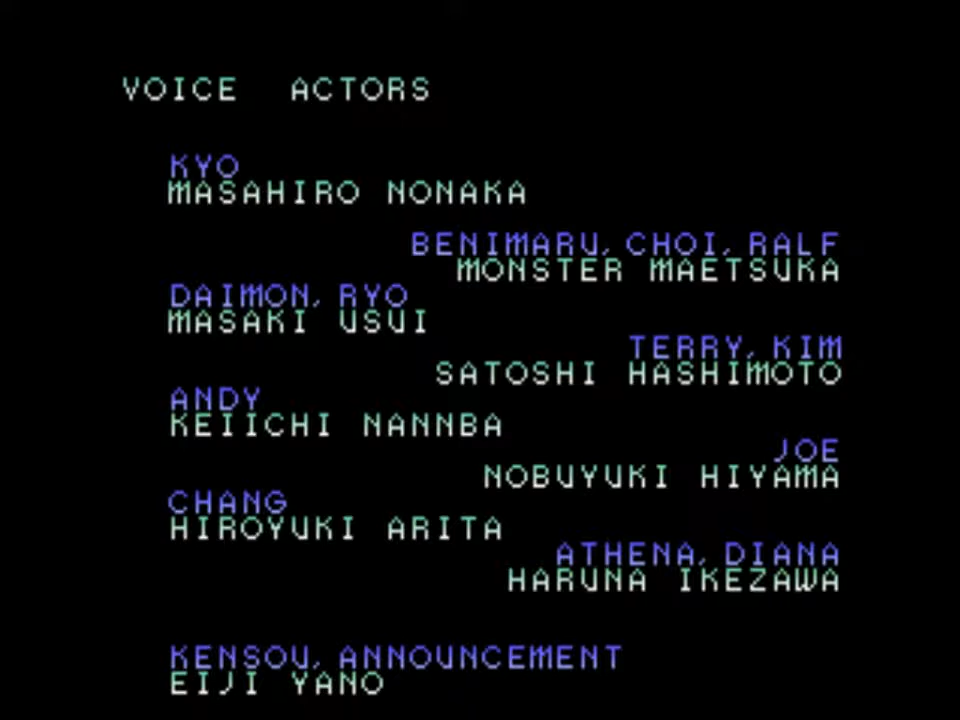 VOICE ACTORS
KYO
MASAHIRO NONAKA
BENIMARU, CHOI, RALF
MONSTER MAETSUKA
DAIMON, RYO
MASAKI USUI
TERRY, KIM
SATOSHI HASHIMOTO
ANDY
KEIICHI NANNBA
JOE
NOBUYUKI HIYAMA
CHANG
HIROYUKI ARITA
ATHENA, DIANA
HARUNA IKEZAWA
KENSOU, ANNOUNCEMENT
EIJI YANO